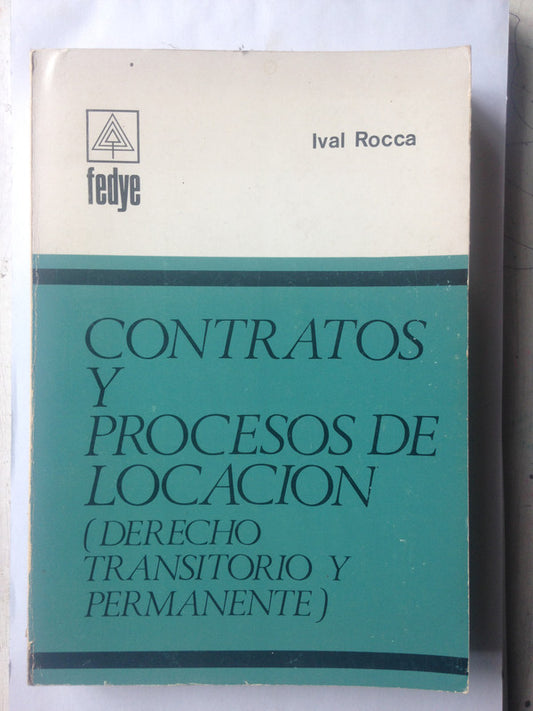 Ival Rocca
fedye
CONTRATOS
Y
PROCESOS DE
LOCACION
(DERECHO
TRANSITORIO Y
PERMANENTE)